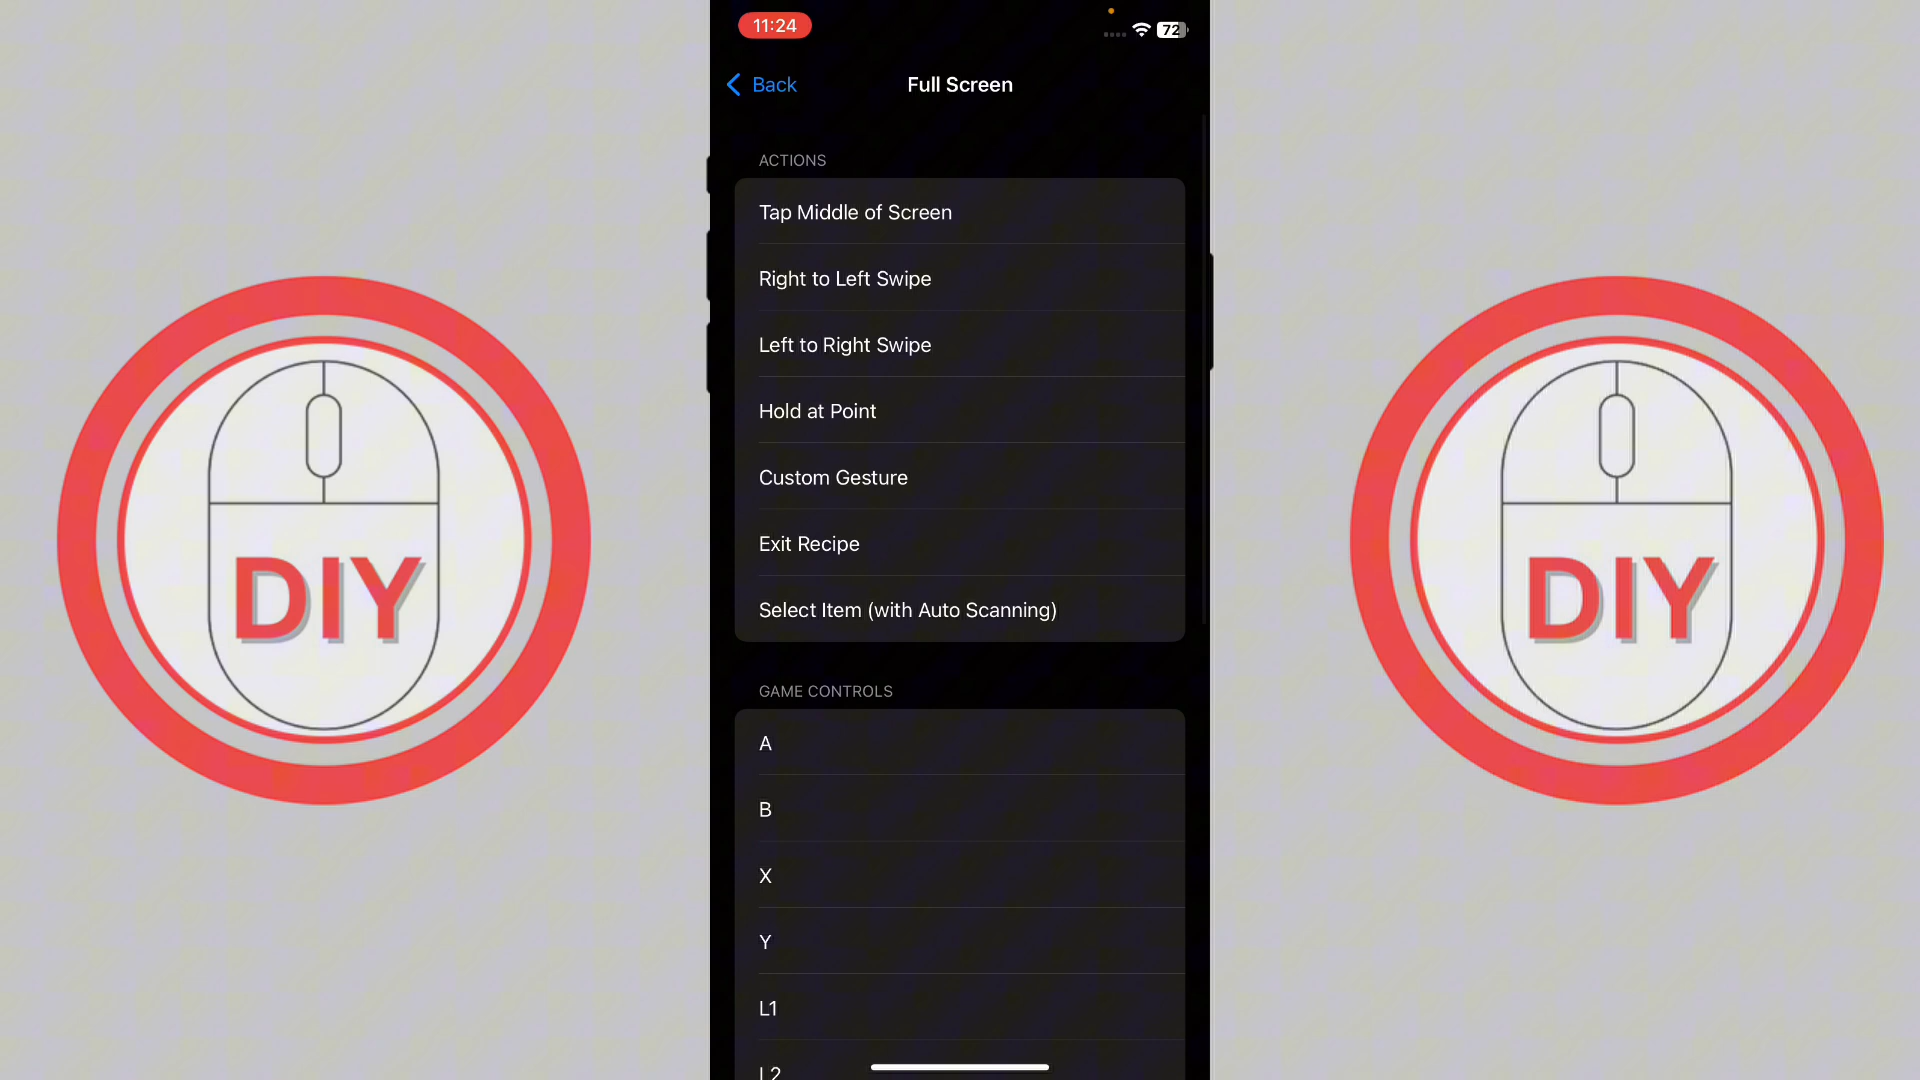 11:24
72
Back
Full Screen
ACTIONS
Tap Middle of Screen
Right to Left Swipe
Left to Right Swipe
Hold at Point
Custom Gesture
Exit Recipe
Select Item (with Auto Scanning)
GAME CONTROLS
A
B
X
Y
L1
L2
DIY
DIY